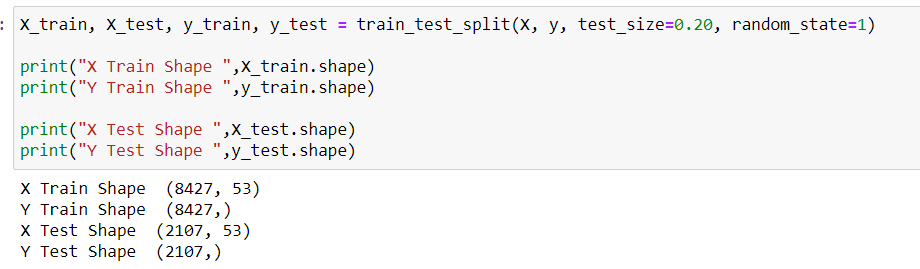 : X_train, X_test, y_train, y_test = train_test_split(X, y, test_size=0.20, random_state=1)
print("X Train Shape ",X_train.shape)
print("Y Train Shape ",y_train.shape)
print("X Test Shape ",X_test.shape)
print("Y Test Shape ",y_test.shape)
X Train Shape  (8427, 53)
Y Train Shape  (8427,)
X Test Shape  (2107, 53)
Y Test Shape  (2107,)